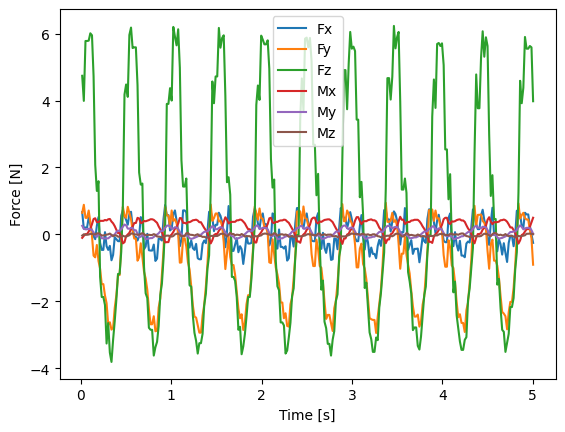 Force [N]
6
4
2
0
−2
−4
Fx
Fy
Fz
Mx
My
Mz
0 1 2 3 4 5
Time [s]